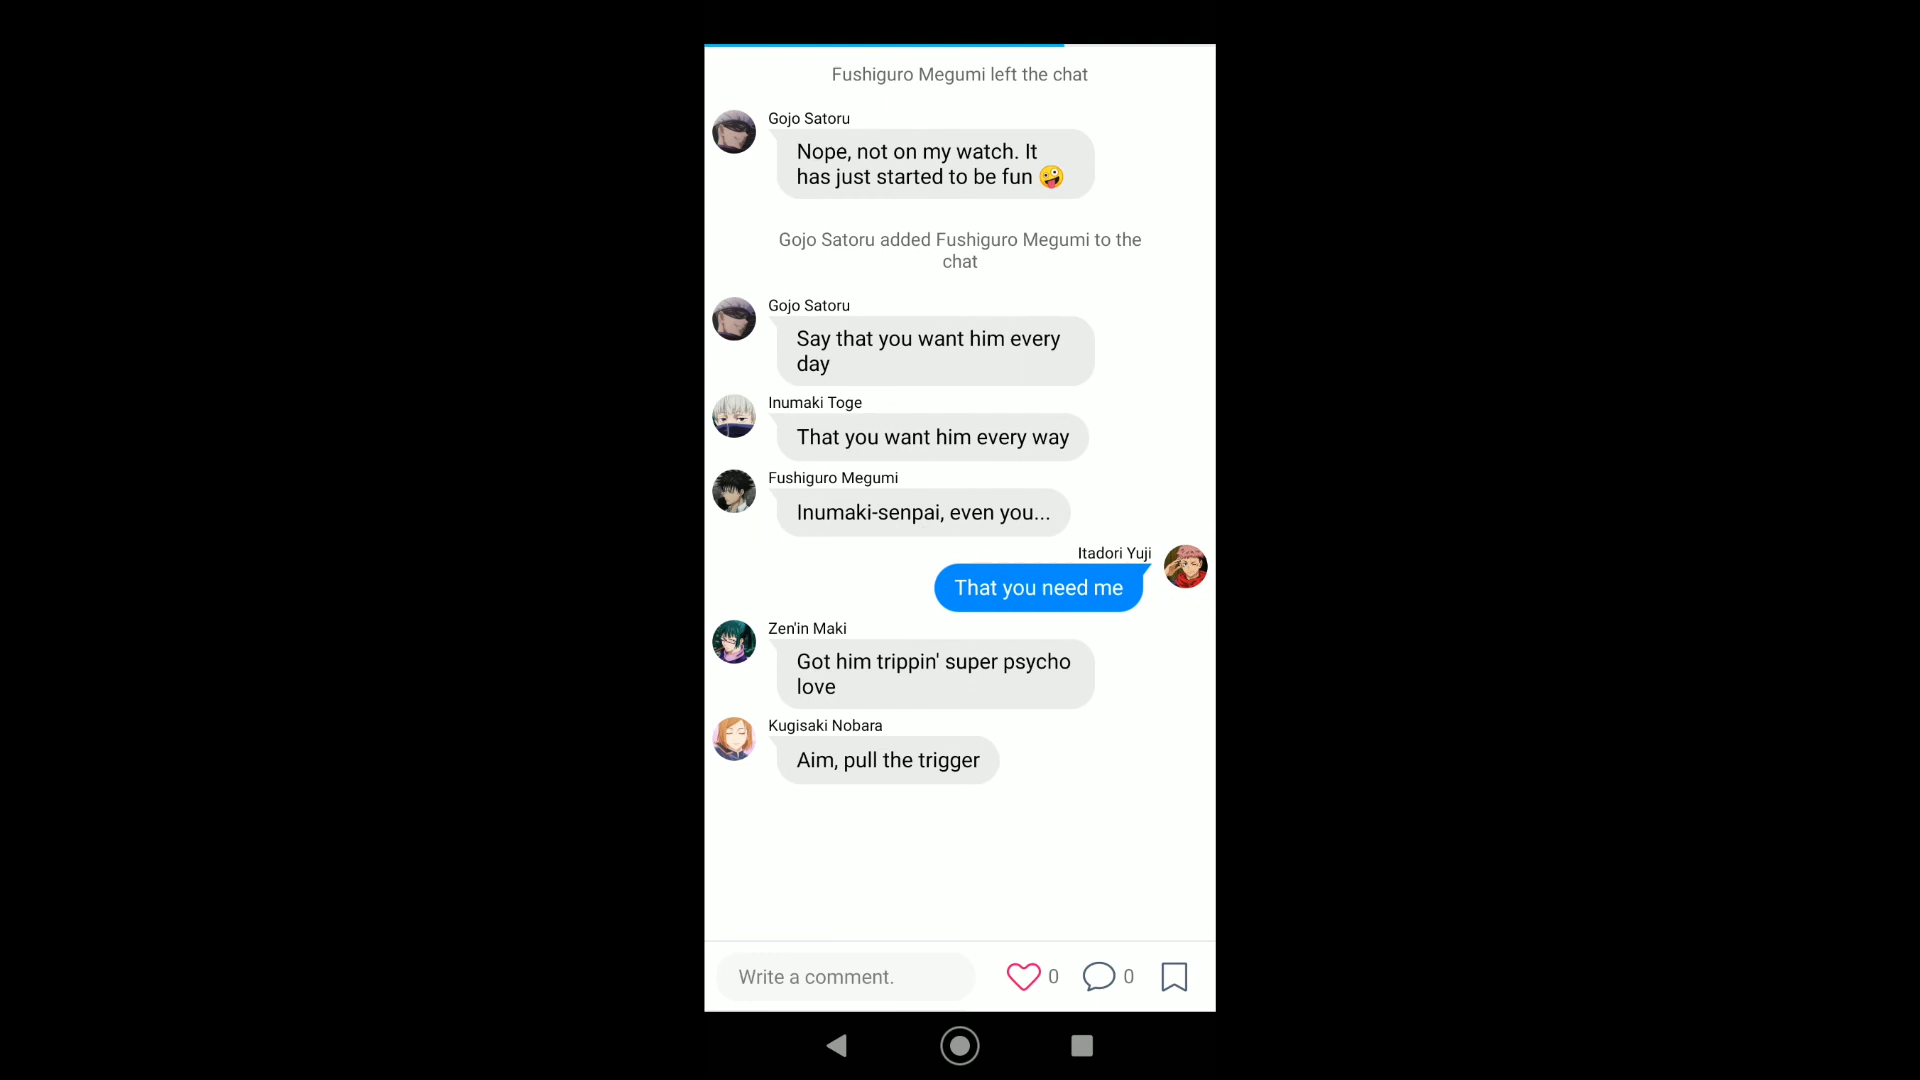 Fushiguro Megumi left the chat
Gojo Satoru
Nope, not on my watch. It
has just started to be fun 🤪
Gojo Satoru added Fushiguro Megumi to the
chat
Gojo Satoru
Say that you want him every
day
Inumaki Toge
That you want him every way
Fushiguro Megumi
Inumaki-senpai, even you...
Itadori Yuji
That you need me
Zen'in Maki
Got him trippin' super psycho
love
Kugisaki Nobara
Aim, pull the trigger
Write a comment.
0
0